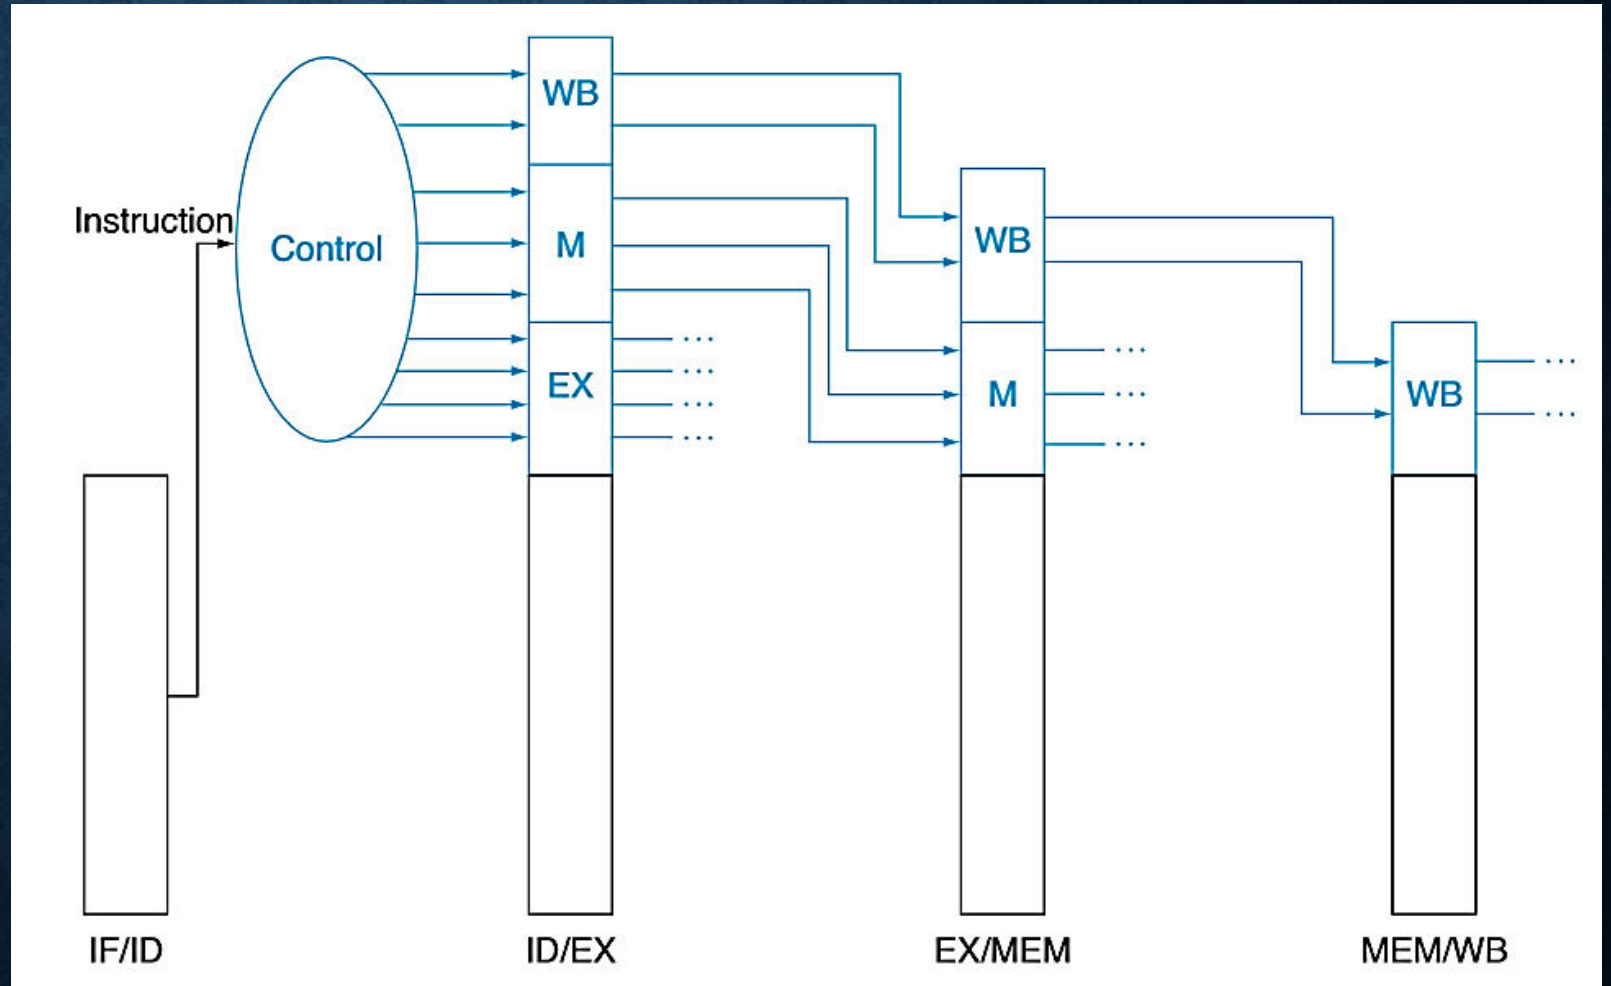 WB
Instruction
Control
M
EX
...
...
...
...
WB
M
...
...
...
WB
...
...
IF/ID
ID/EX
EX/MEM
MEM/WB